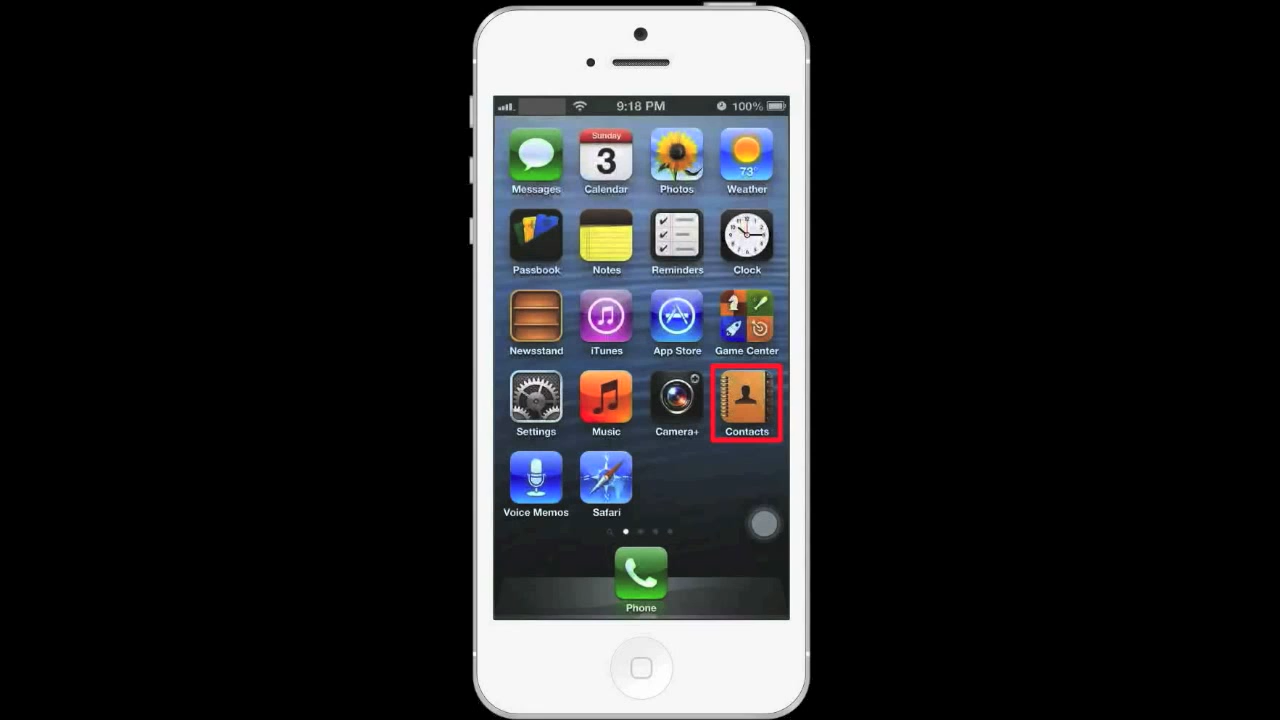 9:18 PM 100%
Sunday
3
73°
Messages Calendar Photos Weather
Passbook Notes Reminders Clock
Newsstand iTunes App Store Game Center
Settings Music Camera+ Contacts
Voice Memos Safari
Phone